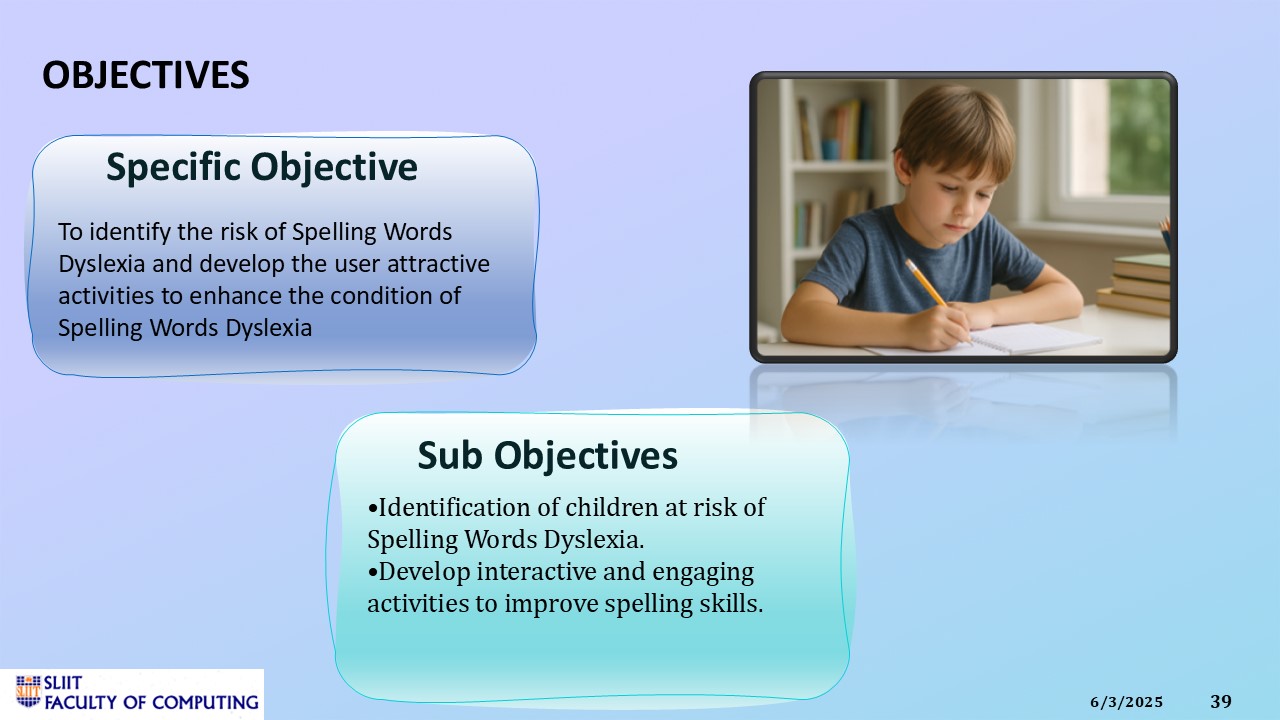 OBJECTIVES
Specific Objective
To identify the risk of Spelling Words
Dyslexia and develop the user attractive
activities to enhance the condition of
Spelling Words Dyslexia
Sub Objectives
•Identification of children at risk of
Spelling Words Dyslexia.
•Develop interactive and engaging
activities to improve spelling skills.
SLIIT
SLIIT
FACULTY OF COMPUTING
6/3/2025
39